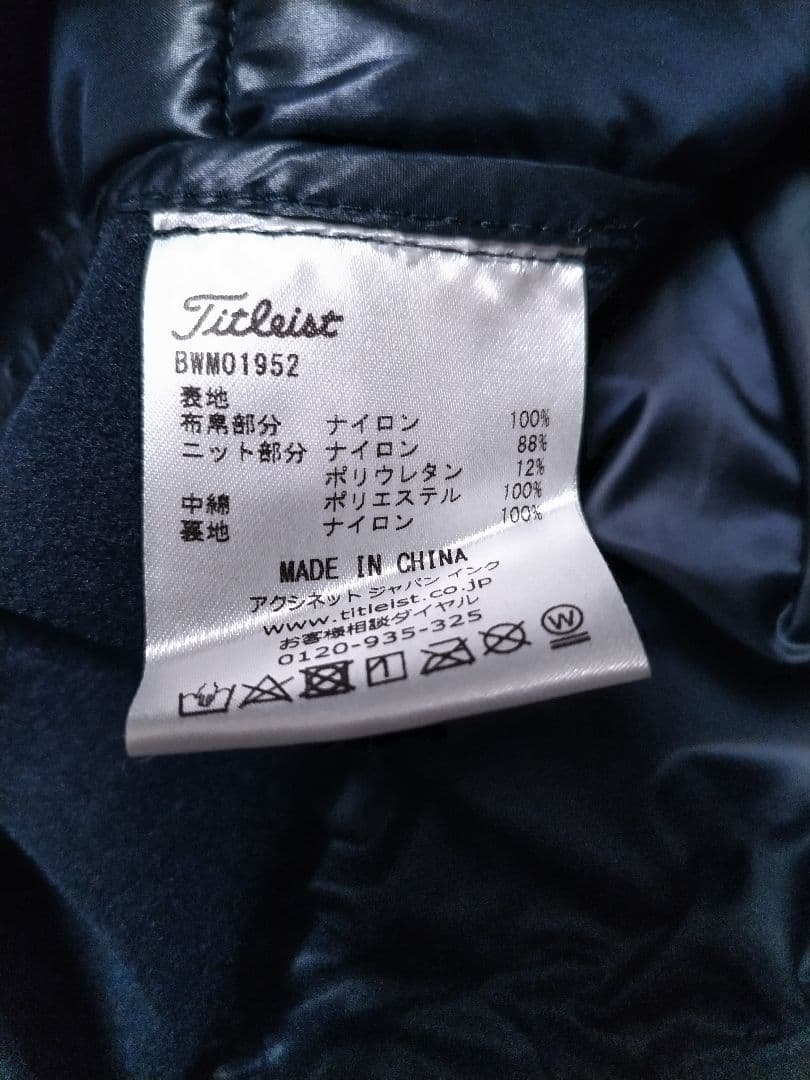 Titleist
BWM01952
表地
布帛部分 ナイロン 100%
ニット部分 ナイロン 88%
ポリウレタン 12%
中綿 ポリエステル 100%
裏地 ナイロン 100%
MADE IN CHINA
アクシネット ジャパン インク
www.titleist.co.jp
お客様相談ダイヤル
0120-935-325
W